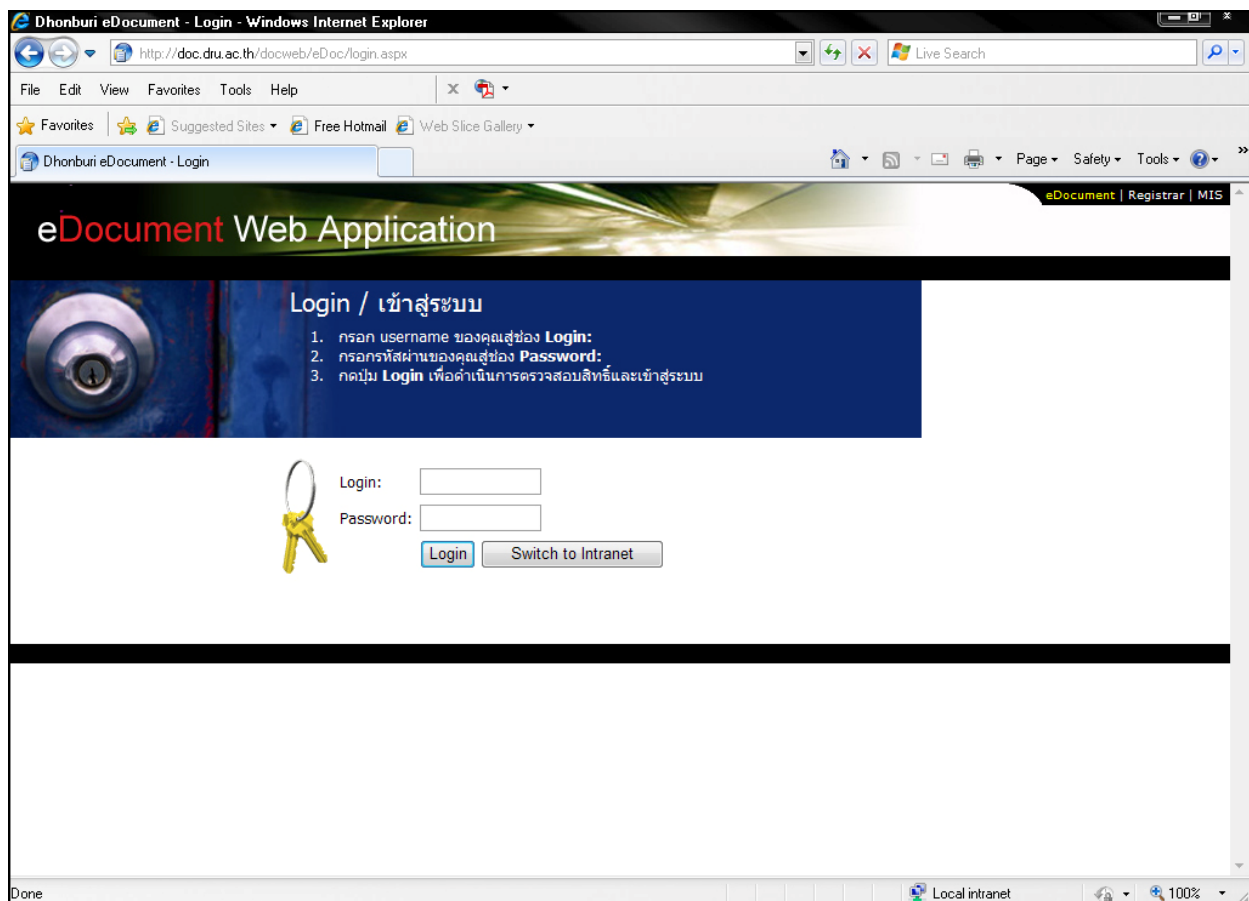 Dhonburi eDocument - Login - Windows Internet Explorer
http://doc.dru.ac.th/docweb/eDoc/login.aspx
Live Search
File Edit View Favorites Tools Help
Favorites Suggested Sites Free Hotmail Web Slice Gallery
Dhonburi eDocument - Login
Page Safety Tools
eDocument | Registrar | MIS
eDocument Web Application
Login / เข้าสู่ระบบ
1. กรอก username ของคุณสู่ช่อง Login:
2. กรอกรหัสผ่านของคุณสู่ช่อง Password:
3. กดปุ่ม Login เพื่อดำเนินการตรวจสอบสิทธิ์และเข้าสู่ระบบ
Login:
Password:
Login Switch to Intranet
Done Local intranet 100%